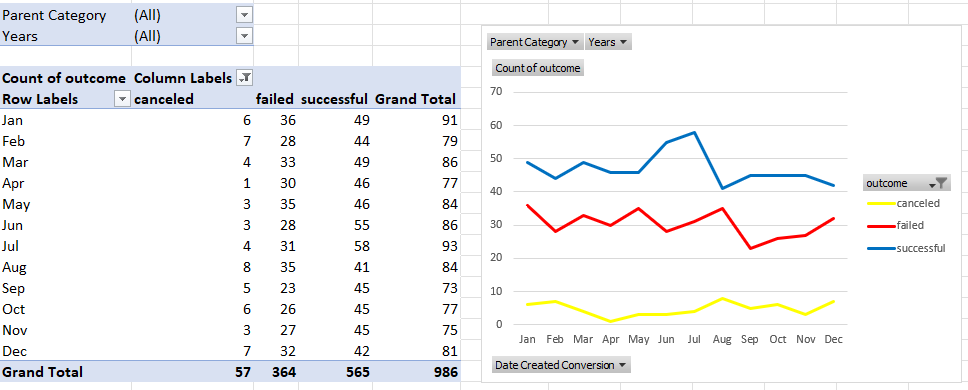 Parent Category (All)
Years (All)
Count of outcome Column Labels
Row Labels canceled failed successful Grand Total
Jan 6 36 49 91
Feb 7 28 44 79
Mar 4 33 49 86
Apr 1 30 46 77
May 3 35 46 84
Jun 3 28 55 86
Jul 4 31 58 93
Aug 8 35 41 84
Sep 5 23 45 73
Oct 6 26 45 77
Nov 3 27 45 75
Dec 7 32 42 81
Grand Total 57 364 565 986
Parent Category Years
Count of outcome
70
60
50
40
30
20
10
0
Jan Feb Mar Apr May Jun Jul Aug Sep Oct Nov Dec
Date Created Conversion
outcome
canceled
failed
successful